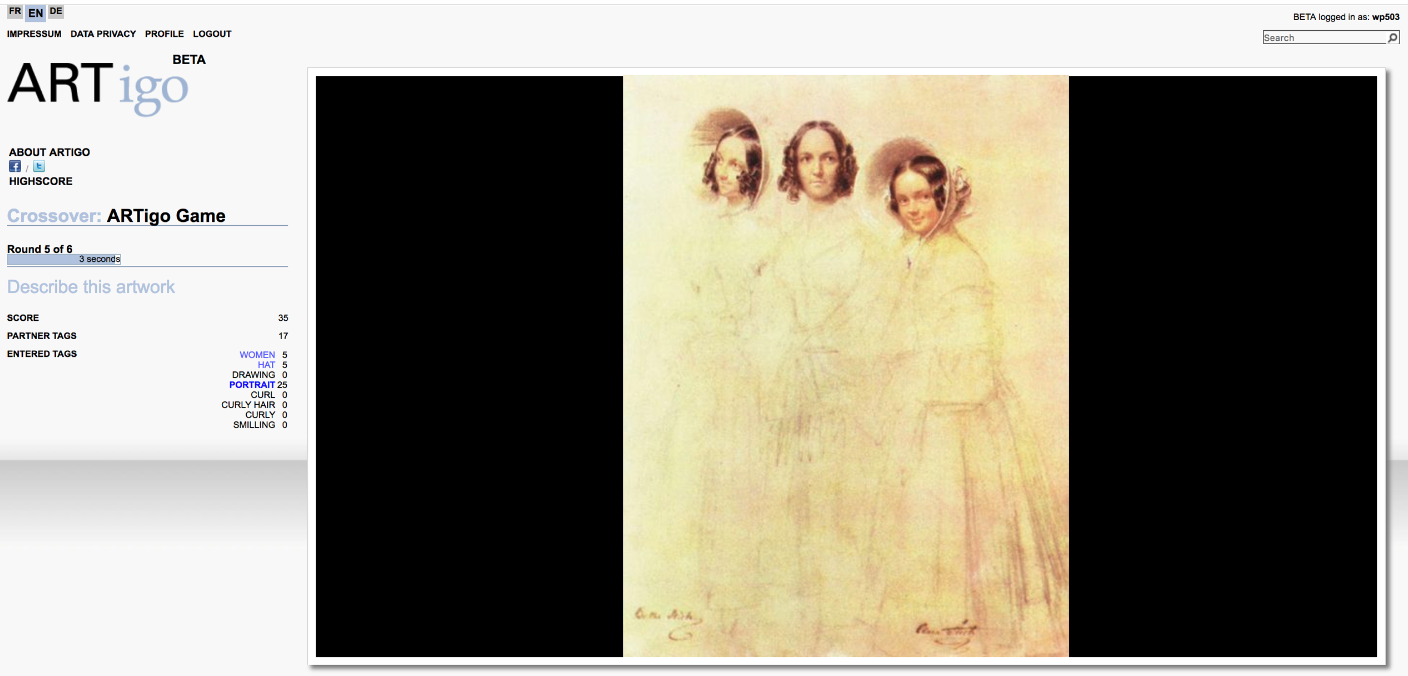 FR EN DE
BETA logged in as: wp503
IMPRESSUM DATA PRIVACY PROFILE LOGOUT
Search
BETA
ARTigo
ABOUT ARTIGO
/
HIGHSCORE
Crossover: ARTigo Game
Round 5 of 6
3 seconds
Describe this artwork
SCORE 35
PARTNER TAGS 17
ENTERED TAGS WOMEN 5
HAT 5
DRAWING 0
PORTRAIT 25
CURL 0
CURLY HAIR 0
CURLY 0
SMILLING 0